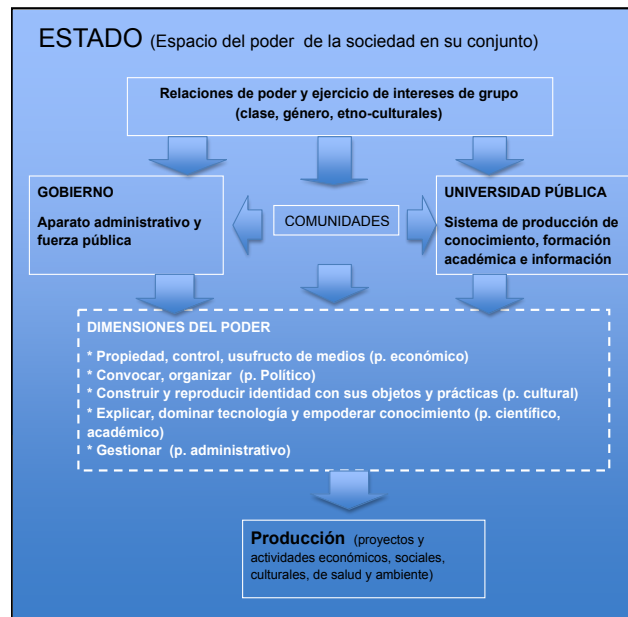 ESTADO (Espacio del poder de la sociedad en su conjunto)
Relaciones de poder y ejercicio de intereses de grupo
(clase, género, etno-culturales)
GOBIERNO
Aparato administrativo y
fuerza pública
COMUNIDADES
UNIVERSIDAD PÚBLICA
Sistema de producción de
conocimiento, formación
académica e información
DIMENSIONES DEL PODER
* Propiedad, control, usufructo de medios (p. económico)
* Convocar, organizar (p. Político)
* Construir y reproducir identidad con sus objetos y prácticas (p. cultural)
* Explicar, dominar tecnología y empoderar conocimiento (p. científico,
académico)
* Gestionar (p. administrativo)
Producción (proyectos y
actividades económicos, sociales,
culturales, de salud y ambiente)